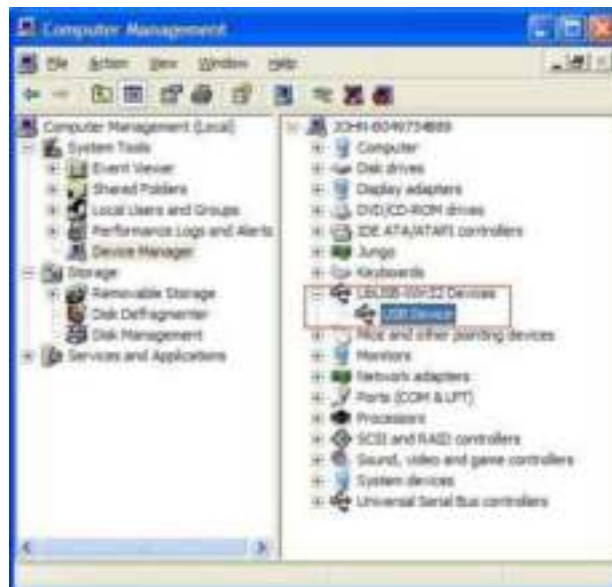 Computer Management
File Action View Window Help
Computer Management (Local)
System Tools
Event Viewer
Shared Folders
Local Users and Groups
Performance Logs and Alerts
Device Manager
Storage
Removable Storage
Disk Defragmenter
Disk Management
Services and Applications
Computer
Disk drives
Display adapters
DVD/CD-ROM drives
IDE ATA/ATAPI controllers
Jungo
Keyboards
LibUSB-Win32 Devices
USB Device
Mice and other pointing devices
Monitors
Network adapters
Ports (COM & LPT)
Processors
SCSI and RAID controllers
Sound, video and game controllers
System devices
Universal Serial Bus controllers